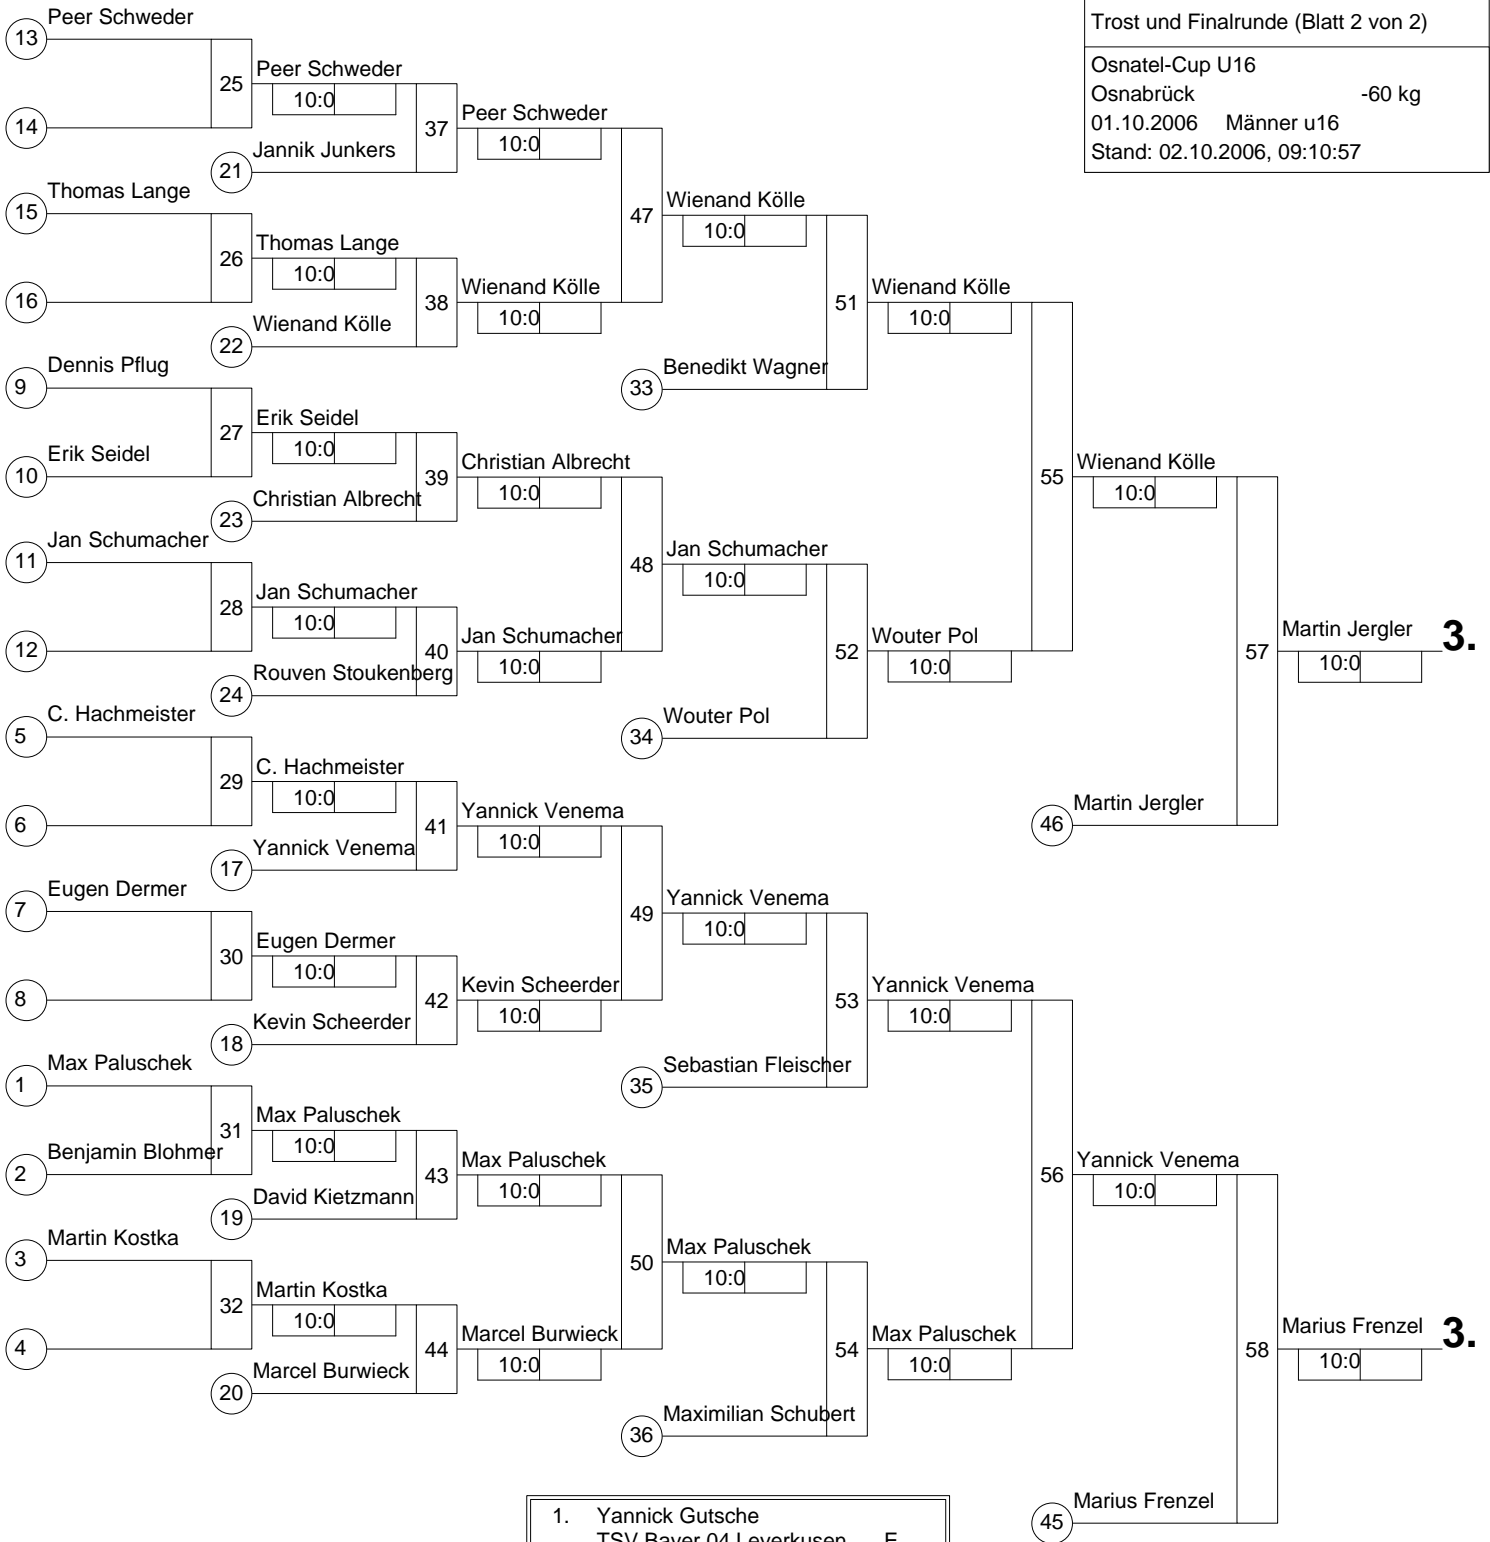 Trost und Finalrunde (Blatt 2 von 2)
Osnatel-Cup U16
Osnabrück -60 kg
01.10.2006 Männer u16
Stand: 02.10.2006, 09:10:57
13 Peer Schweder
14
25 Peer Schweder
10:0
21 Jannik Junkers
37 Peer Schweder
10:0
15 Thomas Lange
16
26 Thomas Lange
10:0
22 Wienand Kölle
38 Wienand Kölle
10:0
47 Wienand Kölle
10:0
33 Benedikt Wagner
51 Wienand Kölle
10:0
9 Dennis Pflug
10 Erik Seidel
27 Erik Seidel
10:0
23 Christian Albrecht
39 Christian Albrecht
10:0
11 Jan Schumacher
12
28 Jan Schumacher
10:0
24 Rouven Stoukenberg
40 Jan Schumacher
10:0
48 Jan Schumacher
10:0
34 Wouter Pol
52 Wouter Pol
10:0
55 Wienand Kölle
10:0
46 Martin Jergler
57 Martin Jergler 3.
10:0
5 C. Hachmeister
6
29 C. Hachmeister
10:0
17 Yannick Venema
41 Yannick Venema
10:0
7 Eugen Dermer
8
30 Eugen Dermer
10:0
18 Kevin Scheerder
42 Kevin Scheerder
10:0
49 Yannick Venema
10:0
35 Sebastian Fleischer
53 Yannick Venema
10:0
1 Max Paluschek
2 Benjamin Blohmer
31 Max Paluschek
10:0
19 David Kietzmann
43 Max Paluschek
10:0
3 Martin Kostka
4
32 Martin Kostka
10:0
20 Marcel Burwieck
44 Marcel Burwieck
10:0
50 Max Paluschek
10:0
36 Maximilian Schubert
54 Max Paluschek
10:0
56 Yannick Venema
10:0
45 Marius Frenzel
58 Marius Frenzel 3.
10:0
1. Yannick Gutsche
TSV Bayer 04 Leverkusen